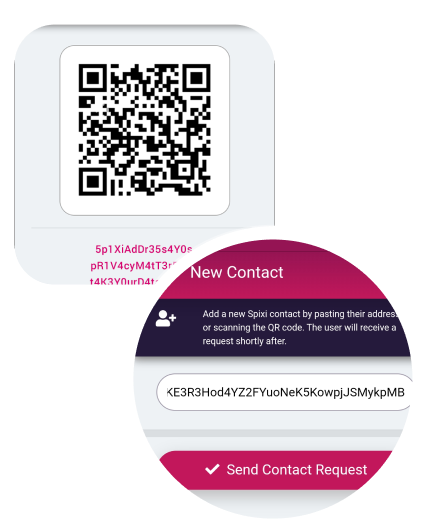 5p1XiAdDr35s4Y0s
pR1V4cyM4tT3r
t4K3Y0urD4t
New Contact
Add a new Spixi contact by pasting their address
or scanning the QR code. The user will receive a
request shortly after.
KE3R3Hod4YZ2FYuoNeK5KowpjJSMykpMB
Send Contact Request